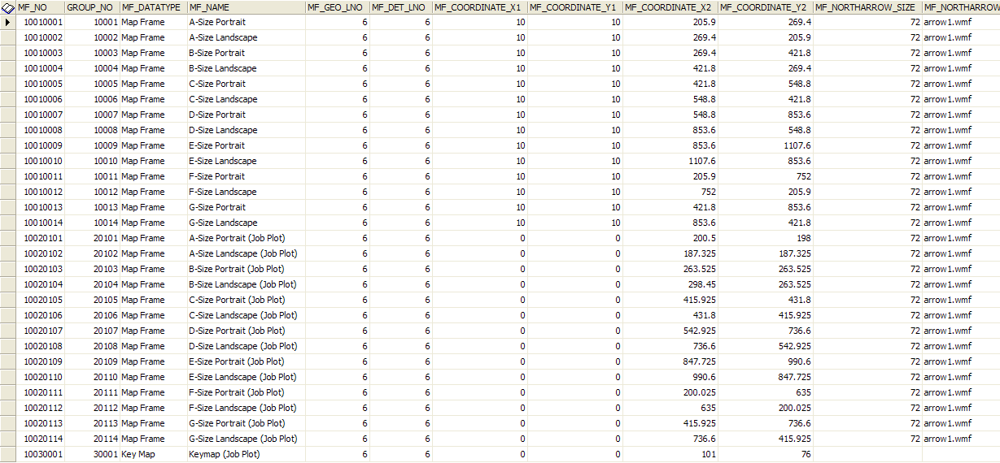 MF_NO GROUP_NO MF_DATATYPE MF_NAME MF_GEO_LNO MF_DET_LNO MF_COORDINATE_X1 MF_COORDINATE_Y1 MF_COORDINATE_X2 MF_COORDINATE_Y2 MF_NORTHARROW_SIZE MF_NORTHARROW
10010001 10001 Map Frame A-Size Portrait 6 6 10 10 205.9 269.4 72 arrow1.wmf
10010002 10002 Map Frame A-Size Landscape 6 6 10 10 269.4 205.9 72 arrow1.wmf
10010003 10003 Map Frame B-Size Portrait 6 6 10 10 269.4 421.8 72 arrow1.wmf
10010004 10004 Map Frame B-Size Landscape 6 6 10 10 421.8 269.4 72 arrow1.wmf
10010005 10005 Map Frame C-Size Portrait 6 6 10 10 421.8 548.8 72 arrow1.wmf
10010006 10006 Map Frame C-Size Landscape 6 6 10 10 548.8 421.8 72 arrow1.wmf
10010007 10007 Map Frame D-Size Portrait 6 6 10 10 548.8 853.6 72 arrow1.wmf
10010008 10008 Map Frame D-Size Landscape 6 6 10 10 853.6 548.8 72 arrow1.wmf
10010009 10009 Map Frame E-Size Portrait 6 6 10 10 853.6 1107.6 72 arrow1.wmf
10010010 10010 Map Frame E-Size Landscape 6 6 10 10 1107.6 853.6 72 arrow1.wmf
10010011 10011 Map Frame F-Size Portrait 6 6 10 10 205.9 752 72 arrow1.wmf
10010012 10012 Map Frame F-Size Landscape 6 6 10 10 752 205.9 72 arrow1.wmf
10010013 10013 Map Frame G-Size Portrait 6 6 10 10 421.8 853.6 72 arrow1.wmf
10010014 10014 Map Frame G-Size Landscape 6 6 10 10 853.6 421.8 72 arrow1.wmf
10020101 20101 Map Frame A-Size Portrait (Job Plot) 6 6 0 0 200.5 198 72 arrow1.wmf
10020102 20102 Map Frame A-Size Landscape (Job Plot) 6 6 0 0 187.325 187.325 72 arrow1.wmf
10020103 20103 Map Frame B-Size Portrait (Job Plot) 6 6 0 0 263.525 263.525 72 arrow1.wmf
10020104 20104 Map Frame B-Size Landscape (Job Plot) 6 6 0 0 298.45 263.525 72 arrow1.wmf
10020105 20105 Map Frame C-Size Portrait (Job Plot) 6 6 0 0 415.925 431.8 72 arrow1.wmf
10020106 20106 Map Frame C-Size Landscape (Job Plot) 6 6 0 0 431.8 415.925 72 arrow1.wmf
10020107 20107 Map Frame D-Size Portrait (Job Plot) 6 6 0 0 542.925 736.6 72 arrow1.wmf
10020108 20108 Map Frame D-Size Landscape (Job Plot) 6 6 0 0 736.6 542.925 72 arrow1.wmf
10020109 20109 Map Frame E-Size Portrait (Job Plot) 6 6 0 0 847.725 990.6 72 arrow1.wmf
10020110 20110 Map Frame E-Size Landscape (Job Plot) 6 6 0 0 990.6 847.725 72 arrow1.wmf
10020111 20111 Map Frame F-Size Portrait (Job Plot) 6 6 0 0 200.025 635 72 arrow1.wmf
10020112 20112 Map Frame F-Size Landscape (Job Plot) 6 6 0 0 635 200.025 72 arrow1.wmf
10020113 20113 Map Frame G-Size Portrait (Job Plot) 6 6 0 0 415.925 736.6 72 arrow1.wmf
10020114 20114 Map Frame G-Size Landscape (Job Plot) 6 6 0 0 736.6 415.925 72 arrow1.wmf
10030001 30001 Key Map Keymap (Job Plot) 6 6 0 0 101 76